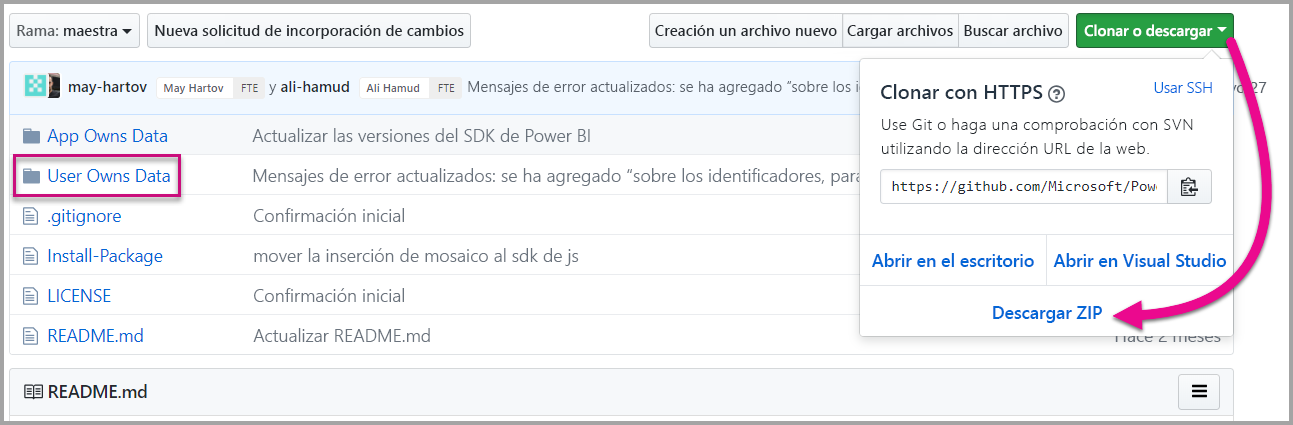 Rama: maestra
Nueva solicitud de incorporación de cambios
Creación un archivo nuevo
Cargar archivos
Buscar archivo
Clonar o descargar
may-hartov May Hartov FTE y ali-hamud Ali Hamud FTE Mensajes de error actualizados: se ha agregado “sobre los
27
App Owns Data Actualizar las versiones del SDK de Power BI
User Owns Data Mensajes de error actualizados: se ha agregado “sobre los identificadores,
.gitignore Confirmación inicial
Install-Package mover la inserción de mosaico al sdk de js
LICENSE Confirmación inicial
README.md Actualizar README.md
Hace 2 meses
Clonar con HTTPS ?
Usar SSH
Use Git o haga una comprobación con SVN
utilizando la dirección URL de la web.
https://github.com/Microsoft/Pow
Abrir en el escritorio
Abrir en Visual Studio
Descargar ZIP
README.md